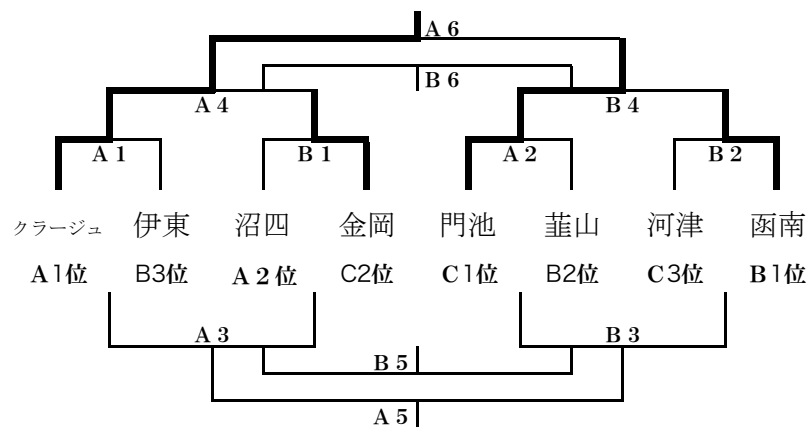 A 6
B 6
A 4 B 4
A 1 B 1 A 2 B 2
クラージュ 伊東 沼四 金岡 門池 韮山 河津 函南
A1位 B3位 A 2 位 C2位 C1位 B2位 C3位 B1位
A 3 B 3
B 5
A 5